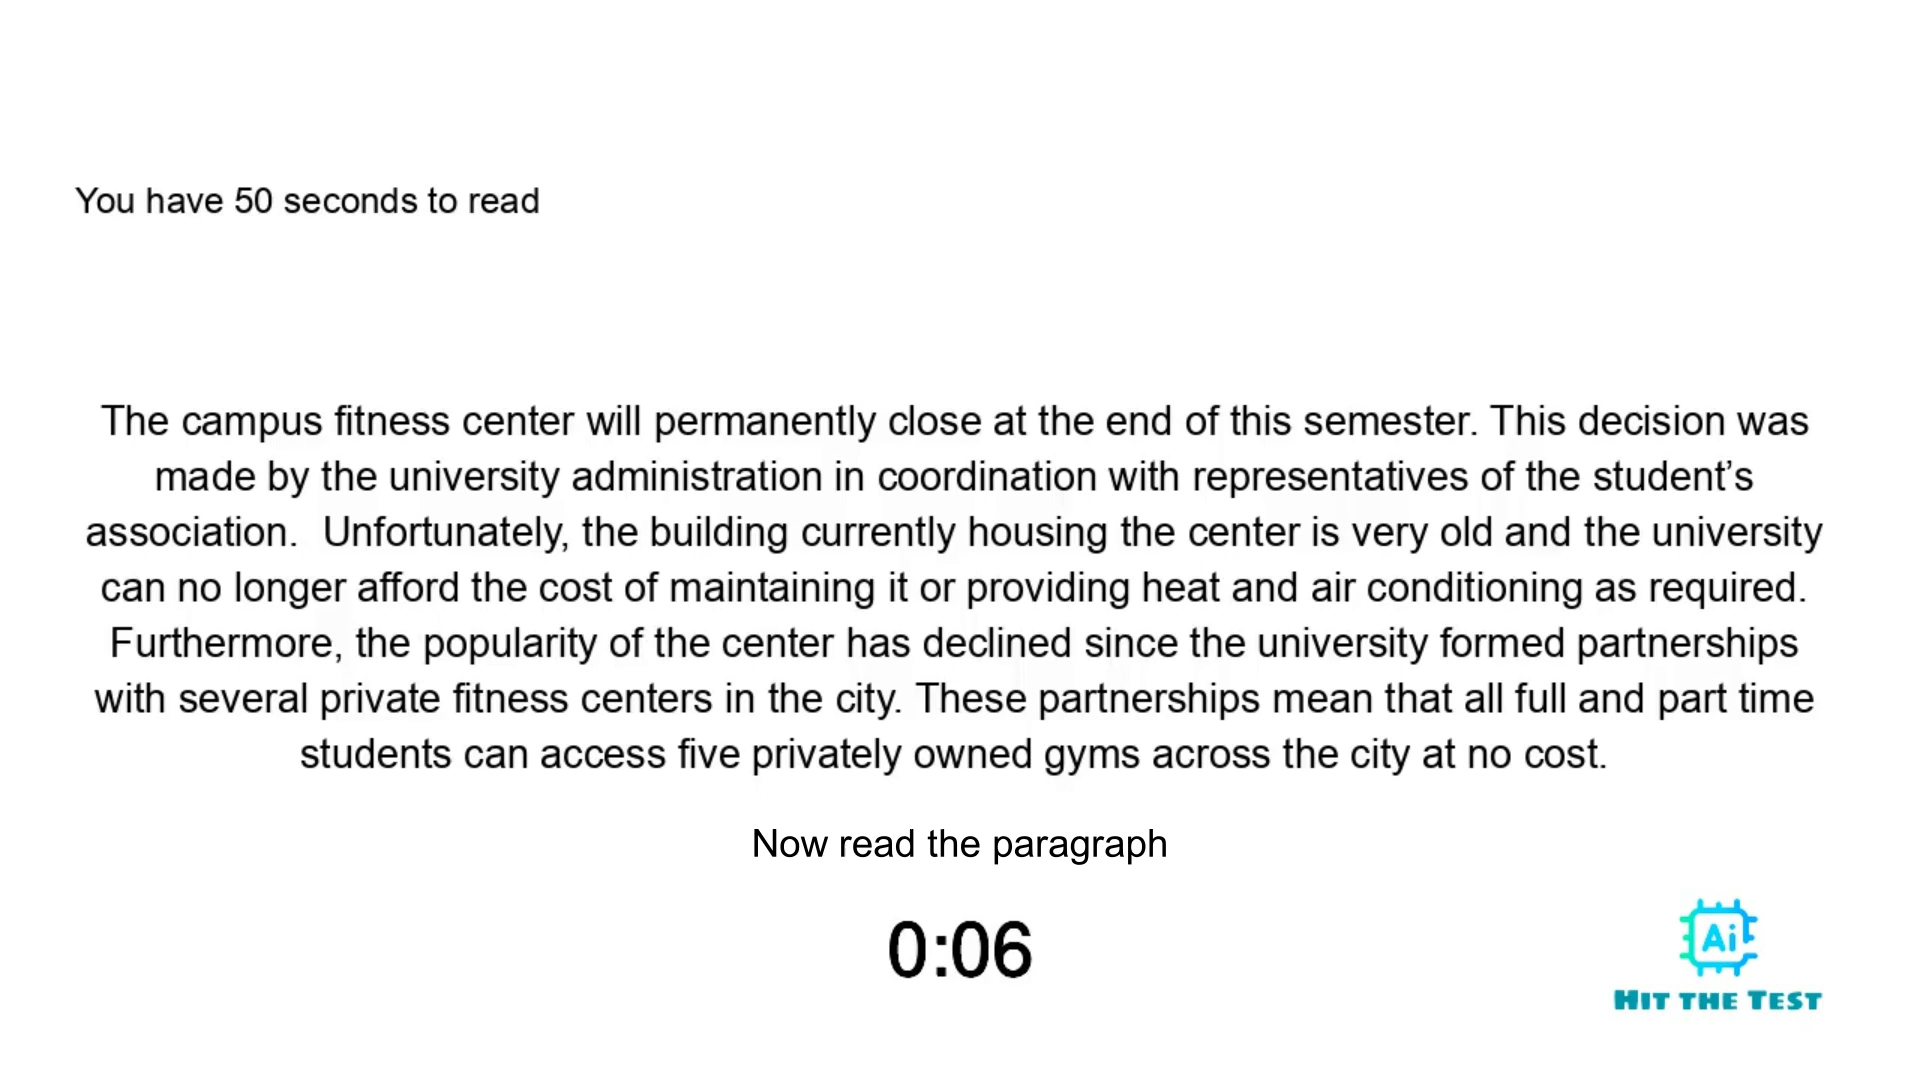 You have 50 seconds to read
The campus fitness center will permanently close at the end of this semester. This decision was
made by the university administration in coordination with representatives of the student’s
association.  Unfortunately, the building currently housing the center is very old and the university
can no longer afford the cost of maintaining it or providing heat and air conditioning as required.
Furthermore, the popularity of the center has declined since the university formed partnerships
with several private fitness centers in the city. These partnerships mean that all full and part time
students can access five privately owned gyms across the city at no cost.
Now read the paragraph
0:06
Ai
HIT THE TEST